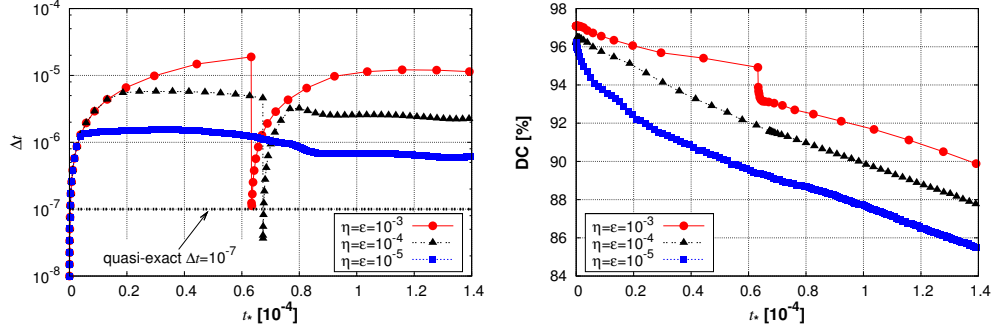 10⁻⁴
10⁻⁵
10⁻⁶
10⁻⁷
10⁻⁸
Δt
quasi-exact Δt=10⁻⁷
η=ε=10⁻³
η=ε=10⁻⁴
η=ε=10⁻⁵
0 0.2 0.4 0.6 0.8 1 1.2 1.4
t⋆ [10⁻⁴]
98
96
94
92
90
88
86
84
DC [%]
η=ε=10⁻³
η=ε=10⁻⁴
η=ε=10⁻⁵
0 0.2 0.4 0.6 0.8 1 1.2 1.4
t⋆ [10⁻⁴]